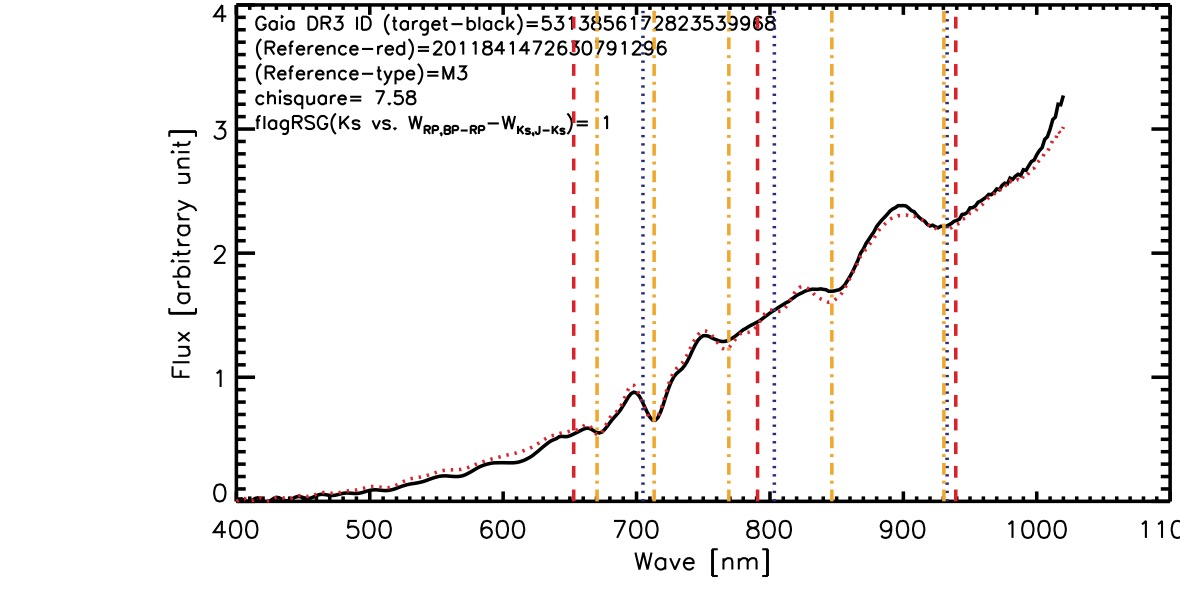 Gaia DR3 ID (target-black)=5313856172823539968
(Reference-red)=2011841472630791296
(Reference-type)=M3
chisquare= 7.58
flagRSG(Ks vs. W_RP,BP-RP-W_Ks,J-Ks)= 1
Flux [arbitrary unit]
4
3
2
1
0
400 500 600 700 800 900 1000 110
Wave [nm]